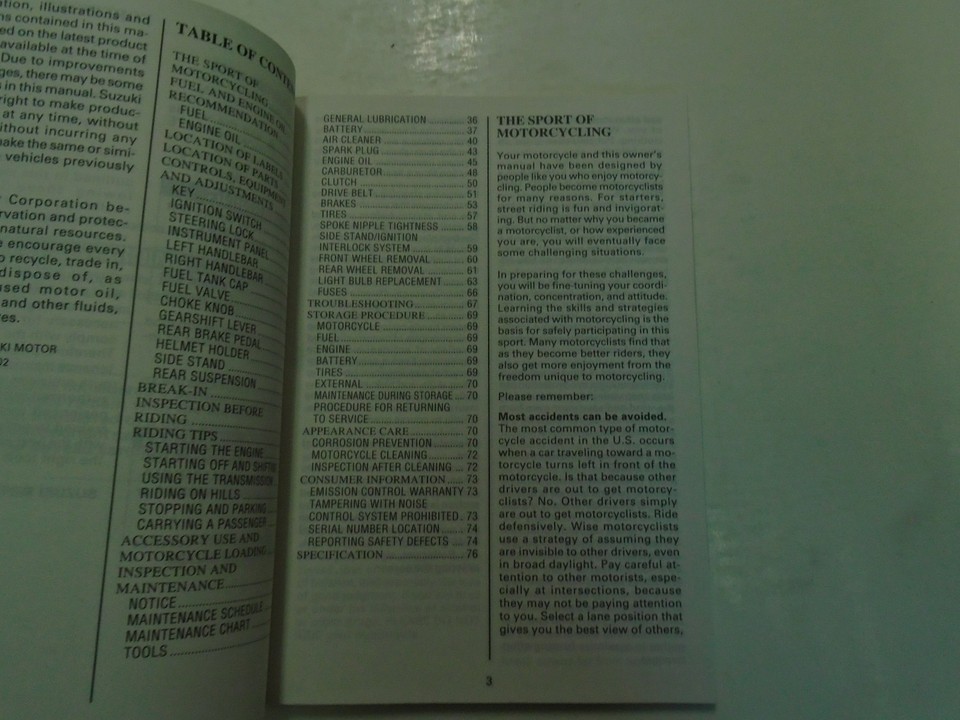 tion, illustrations and
ns contained in this ma-
ed on the latest product
available at the time of
Due to improvements
ges, there may be some
s in this manual. Suzuki
right to make produc-
at any time, without
ithout incurring any
ake the same or simi-
vehicles previously
Corporation be-
rvation and protec-
natural resources.
e encourage every
o recycle, trade in,
dispose of, as
used motor oil,
and other fluids,
res.
KI MOTOR
02
TABLE OF CONTE
THE SPORT OF
MOTORCYCLING
FUEL AND ENGINE OIL
RECOMMENDATION
FUEL
ENGINE OIL
LOCATION OF LABELS
LOCATION OF PARTS
CONTROLS, EQUIPMENT
AND ADJUSTMENTS
KEY
IGNITION SWITCH
STEERING LOCK
INSTRUMENT PANEL
LEFT HANDLEBAR
RIGHT HANDLEBAR
FUEL TANK CAP
FUEL VALVE
CHOKE KNOB
GEARSHIFT LEVER
REAR BRAKE PEDAL
HELMET HOLDER
SIDE STAND
REAR SUSPENSION
BREAK-IN
INSPECTION BEFORE
RIDING
RIDING TIPS
STARTING THE ENGINE
STARTING OFF AND SHIFTING
USING THE TRANSMISSION
RIDING ON HILLS
STOPPING AND PARKING
CARRYING A PASSENGER
ACCESSORY USE AND
MOTORCYCLE LOADING
INSPECTION AND
MAINTENANCE
NOTICE
MAINTENANCE SCHEDULE
MAINTENANCE CHART
TOOLS
GENERAL LUBRICATION 36
BATTERY 37
AIR CLEANER 40
SPARK PLUG 43
ENGINE OIL 45
CARBURETOR 48
CLUTCH 50
DRIVE BELT 51
BRAKES 53
TIRES 57
SPOKE NIPPLE TIGHTNESS 58
SIDE STAND/IGNITION
INTERLOCK SYSTEM 59
FRONT WHEEL REMOVAL 60
REAR WHEEL REMOVAL 61
LIGHT BULB REPLACEMENT 63
FUSES 66
TROUBLESHOOTING 67
STORAGE PROCEDURE 69
MOTORCYCLE 69
FUEL 69
ENGINE 69
BATTERY 69
TIRES 69
EXTERNAL 70
MAINTENANCE DURING STORAGE 70
PROCEDURE FOR RETURNING
TO SERVICE 70
APPEARANCE CARE 70
CORROSION PREVENTION 70
MOTORCYCLE CLEANING 72
INSPECTION AFTER CLEANING 72
CONSUMER INFORMATION 73
EMISSION CONTROL WARRANTY 73
TAMPERING WITH NOISE
CONTROL SYSTEM PROHIBITED 73
SERIAL NUMBER LOCATION 74
REPORTING SAFETY DEFECTS 74
SPECIFICATION 76
THE SPORT OF
MOTORCYCLING
Your motorcycle and this owner's
manual have been designed by
people like you who enjoy motorcy-
cling. People become motorcyclists
for many reasons. For starters,
street riding is fun and invigorat-
ing. But no matter why you became
a motorcyclist, or how experienced
you are, you will eventually face
some challenging situations.
In preparing for these challenges,
you will be fine-tuning your coordi-
nation, concentration, and attitude.
Learning the skills and strategies
associated with motorcycling is the
basis for safely participating in this
sport. Many motorcyclists find that
as they become better riders, they
also get more enjoyment from the
freedom unique to motorcycling.
Please remember:
Most accidents can be avoided.
The most common type of motor-
cycle accident in the U.S. occurs
when a car traveling toward a mo-
torcycle turns left in front of the
motorcycle. Is that because other
drivers are out to get motorcy-
clists? No. Other drivers simply
are out to get motorcyclists. Ride
defensively. Wise motorcyclists
use a strategy of assuming they
are invisible to other drivers, even
in broad daylight. Pay careful at-
tention to other motorists, espe-
cially at intersections, because
they may not be paying attention
to you. Select a lane position that
gives you the best view of others,
3